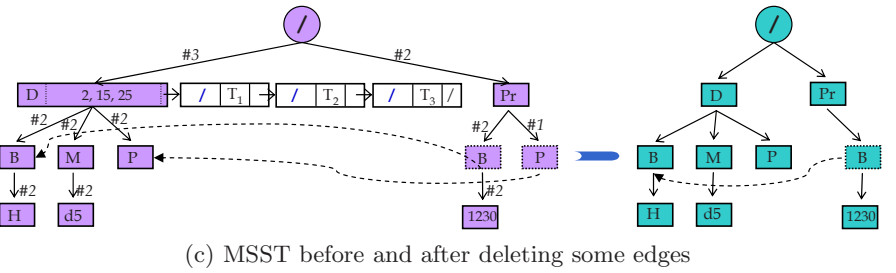 / /
#3 #2
D 2, 15, 25 / T1 / T2 / T3 / Pr D Pr
#2 #2 #2 #2 #1
B M P B P B M P B
#2 #2 #2
H d5 1230 H d5 1230
(c) MSST before and after deleting some edges